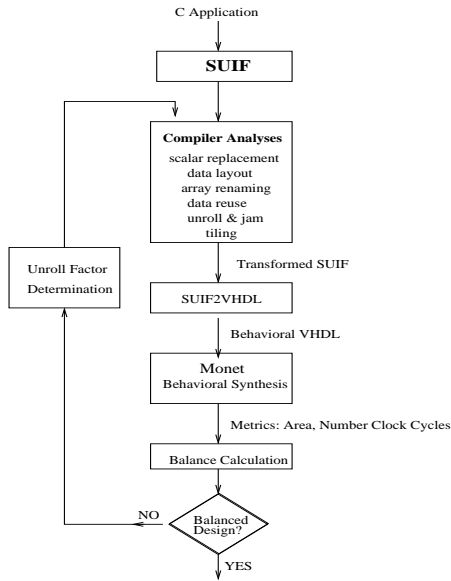 C Application
SUIF
Compiler Analyses
scalar replacement
data layout
array renaming
data reuse
unroll & jam
tiling
Unroll Factor
Determination
Transformed SUIF
SUIF2VHDL
Behavioral VHDL
Monet
Behavioral Synthesis
Metrics: Area, Number Clock Cycles
Balance Calculation
NO
Balanced
Design?
YES